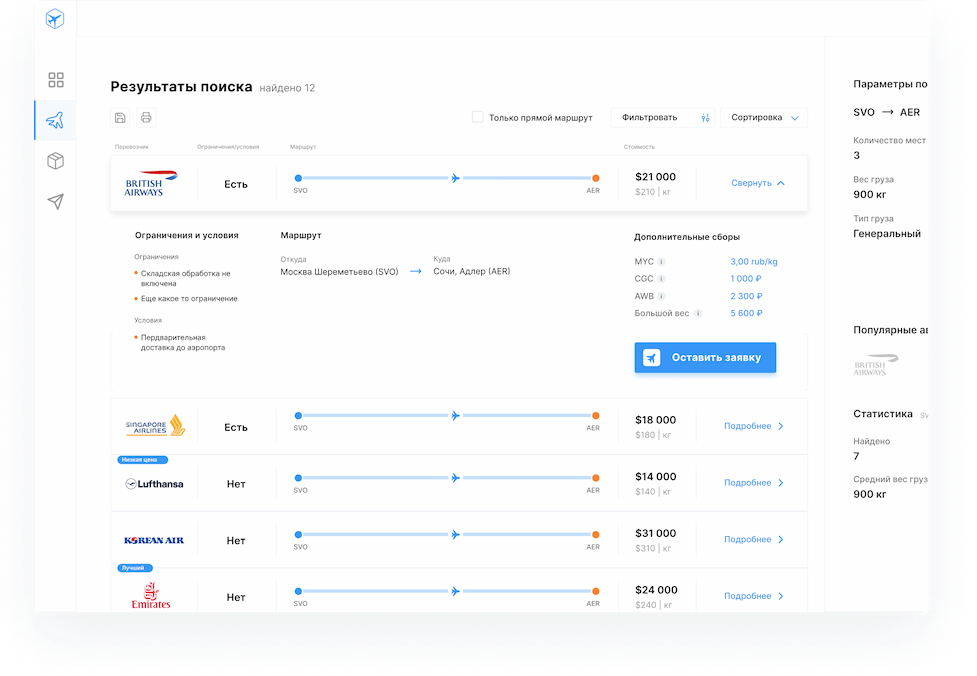 Результаты поиска найдено 12
Только прямой маршрут
Фильтровать
Сортировка
Перевозчик
Ограничения/условия
Маршрут
Стоимость
BRITISH
AIRWAYS
Есть
SVO
AER
$21 000
$210 | кг
Свернуть
Ограничения и условия
Ограничения
Складская обработка не
включена
Еще какое то ограничение
Условия
Пердварительная
доставка до аэропорта
Маршрут
Откуда
Москва Шереметьево (SVO)
Куда
Сочи, Адлер (AER)
Дополнительные сборы
MYC
3,00 rub/kg
CGC
1 000 ₽
AWB
2 300 ₽
Большой вес
5 600 ₽
Оставить заявку
SINGAPORE
AIRLINES
Есть
SVO
AER
$18 000
$180 | кг
Подробнее
Низкая цена
Lufthansa
Нет
SVO
AER
$14 000
$140 | кг
Подробнее
KOREAN AIR
Нет
SVO
AER
$31 000
$310 | кг
Подробнее
Лучший
Emirates
Нет
SVO
AER
$24 000
$240 | кг
Подробнее
Параметры по
SVO → AER
Количество мест
3
Вес груза
900 кг
Тип груза
Генеральный
Популярные ав
BRITISH
AIRWAYS
Статистика SV
Найдено
7
Средний вес груз
900 кг